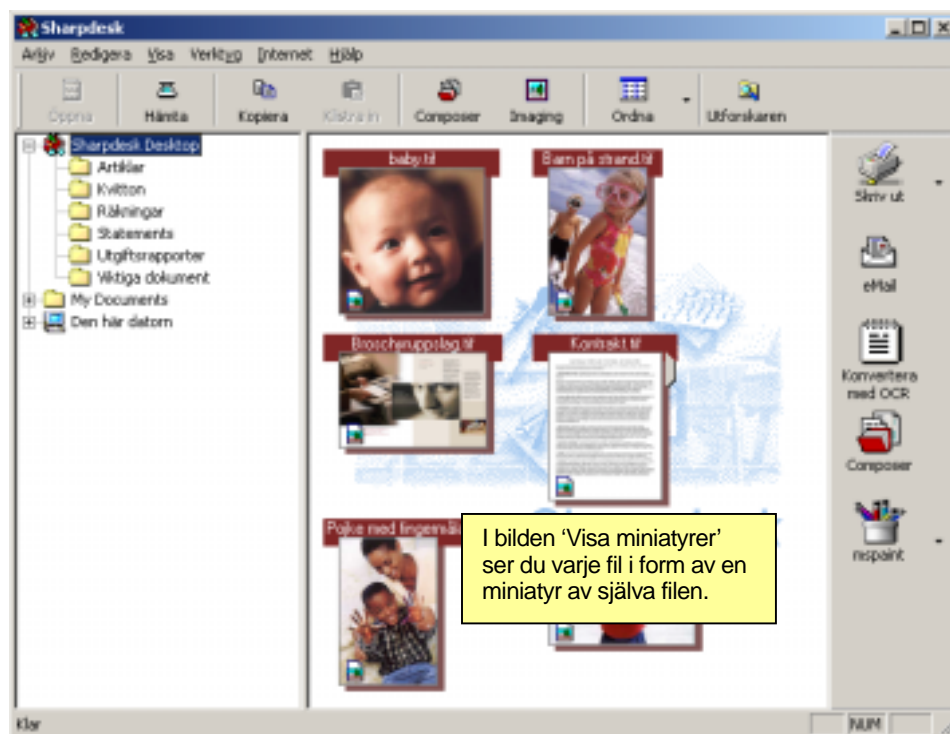 Sharpdesk
Arkiv Redigera Visa Verktyg Internet Hjälp
Öppna Hämta Kopiera Klistra in Composer Imaging Ordna Utforskaren
Sharpdesk Desktop
Artiklar
Kvitton
Räkningar
Statements
Utgiftsrapporter
Viktiga dokument
My Documents
Den här datorn
baby.tif
Barn på strand.tif
Broschyruppslag.tif
Kontrakt.tif
Pojke med
I bilden ‘Visa miniatyrer’
ser du varje fil i form av en
miniatyr av själva filen.
Skriv ut
eMail
Konvertera
med OCR
Composer
mspaint
Klar
NUM